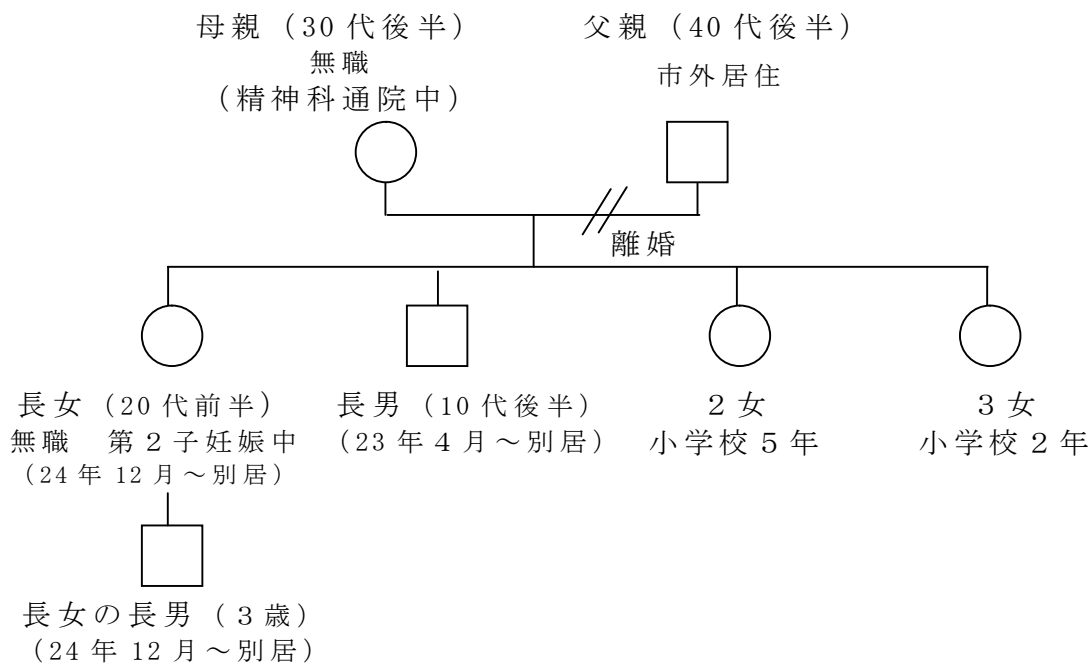 母親（30代後半）
無職
（精神科通院中）
父親（40代後半）
市外居住
離婚
長女（20代前半）
無職　第２子妊娠中
（24年12月～別居）
長男（10代後半）
（23年４月～別居）
２女
小学校５年
３女
小学校２年
長女の長男（３歳）
（24年12月～別居）